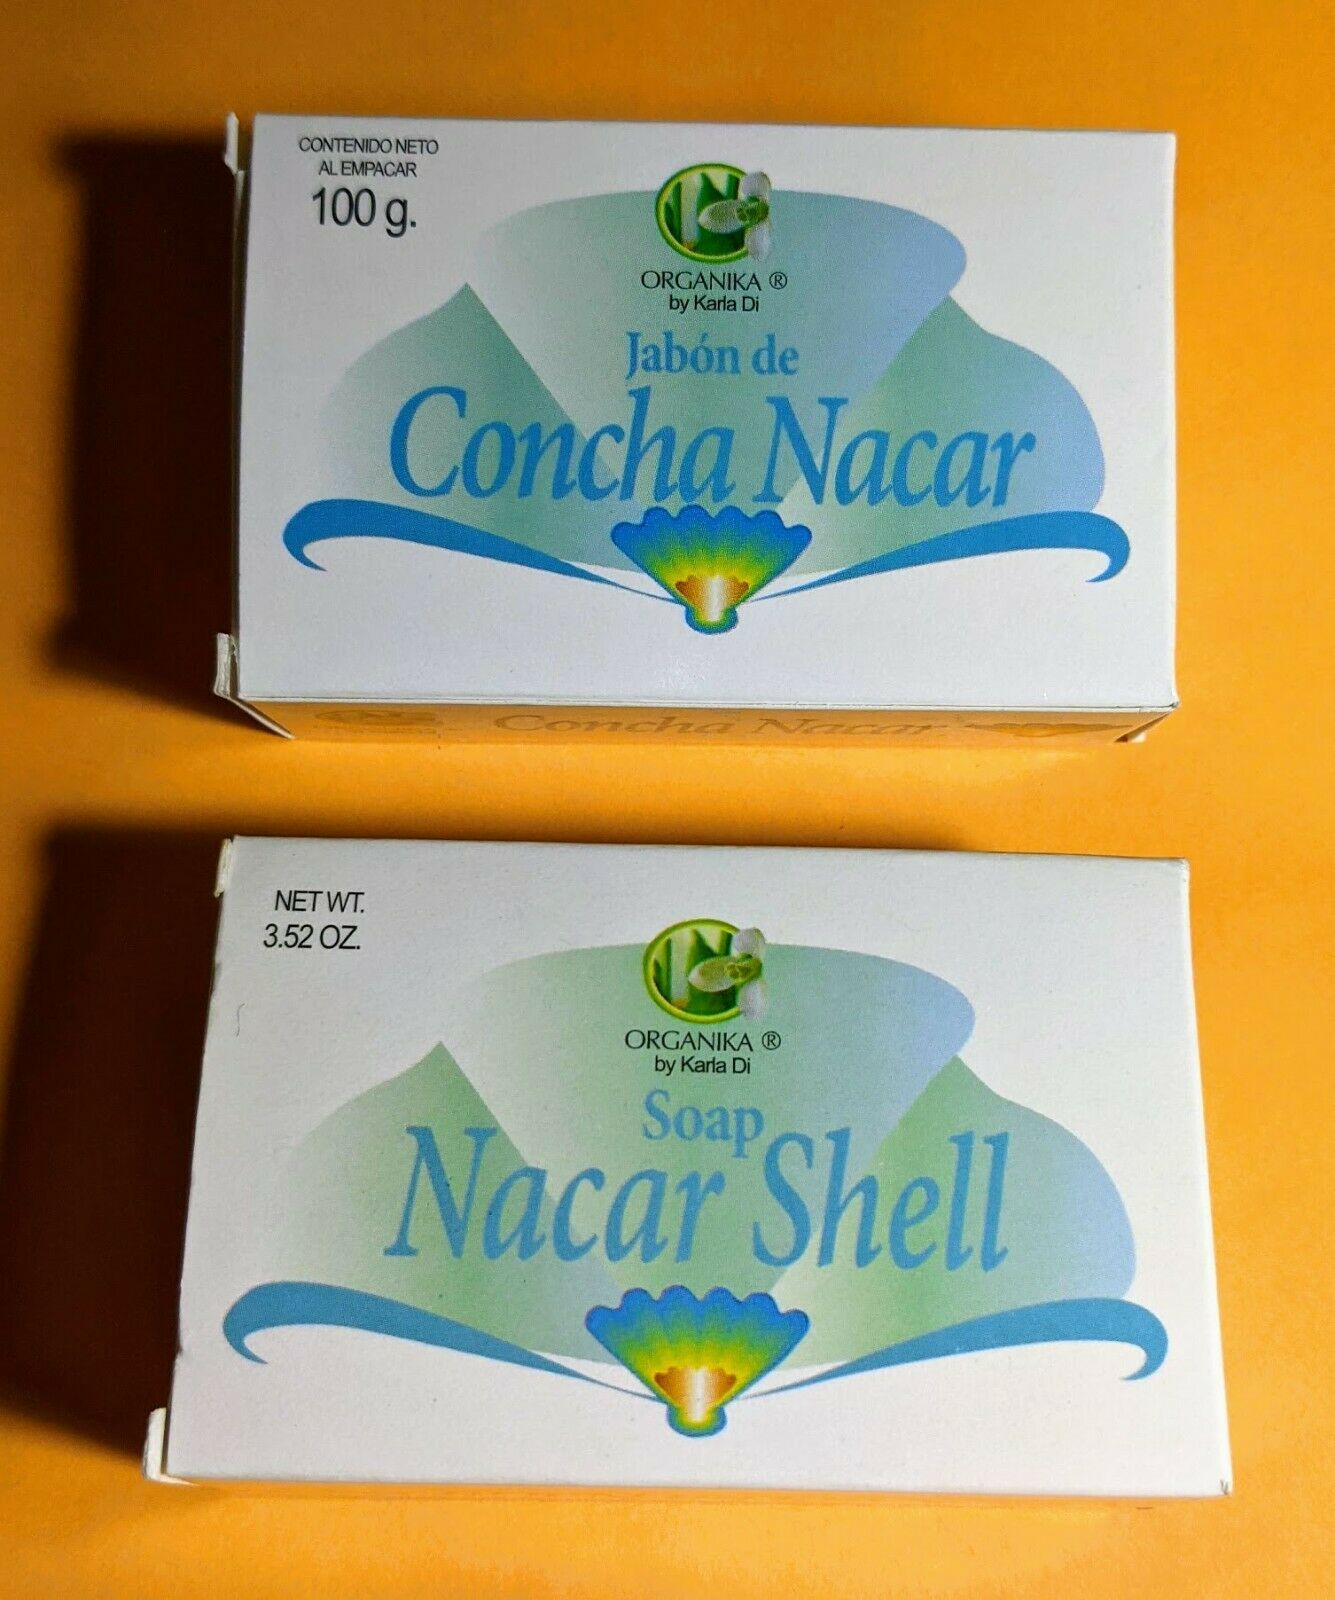 CONTENIDO NETO
AL EMPACAR
100 g.
ORGANIKA ®
by Karla Di
Jabón de
Concha Nacar
Concha Nacar
NET WT.
3.52 OZ.
ORGANIKA ®
by Karla Di
Soap
Nacar Shell